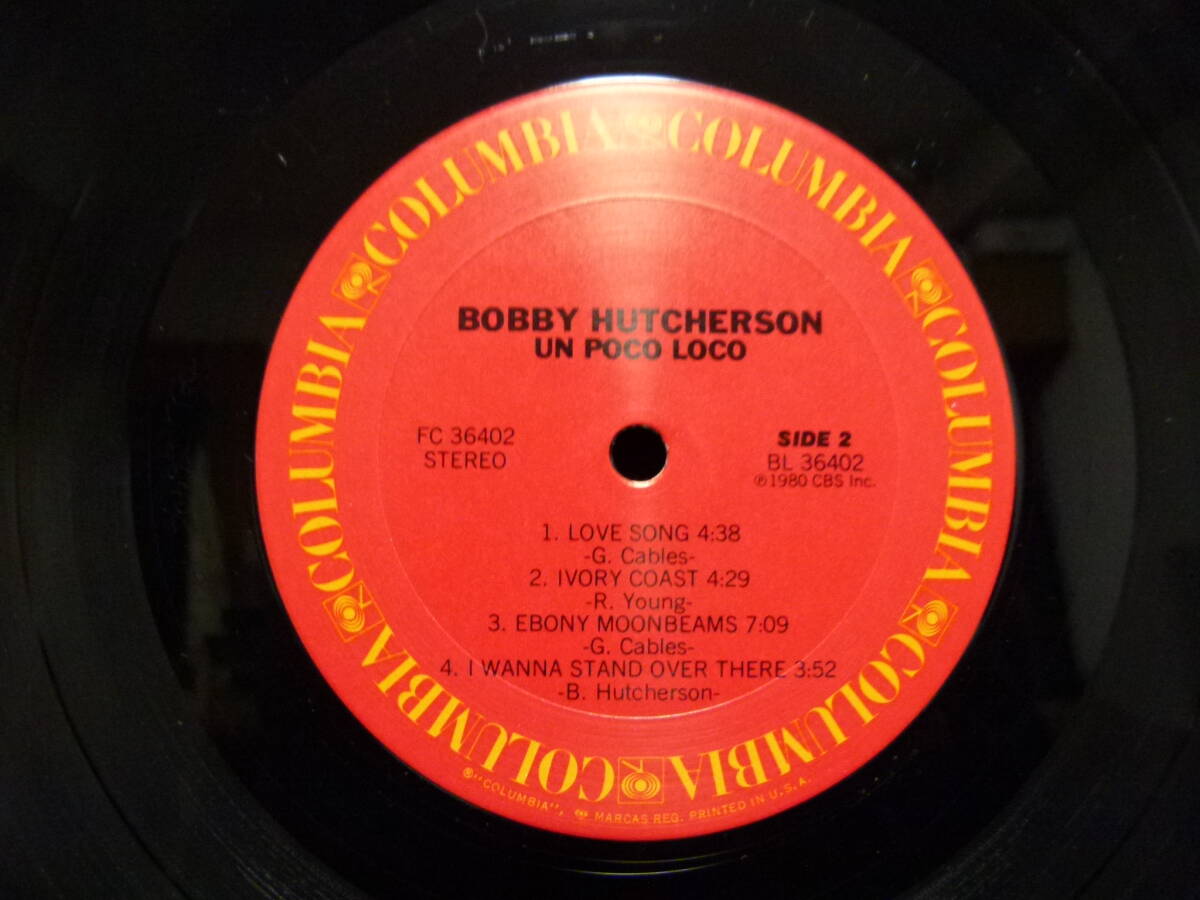 COLUMBIA COLUMBIA COLUMBIA COLUMBIA COLUMBIA COLUMBIA
BOBBY HUTCHERSON
UN POCO LOCO
FC 36402
STEREO
SIDE 2
BL 36402
℗1980 CBS Inc.
1. LOVE SONG 4:38
-G. Cables-
2. IVORY COAST 4:29
-R. Young-
3. EBONY MOONBEAMS 7:09
-G. Cables-
4. I WANNA STAND OVER THERE 3:52
-B. Hutcherson-
®"COLUMBIA", MARCAS REG. PRINTED IN U.S.A.